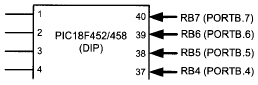 1 40 RB7 (PORTB.7)
2 PIC18F452/458 39 RB6 (PORTB.6)
3 (DIP) 38 RB5 (PORTB.5)
4 37 RB4 (PORTB.4)